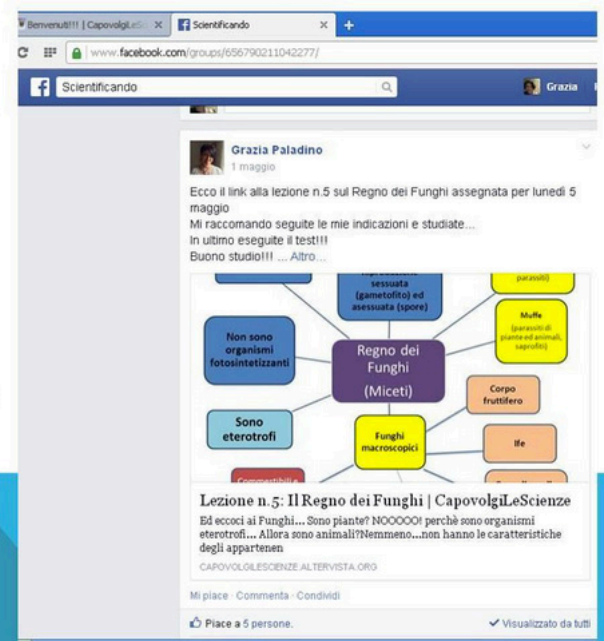 Benvenuti!!! | CapovolgiLeSc
Scientificando
www.facebook.com/groups/656790211042277/
Scientificando
Grazia
Grazia Paladino
1 maggio
Ecco il link alla lezione n.5 sul Regno dei Funghi assegnata per lunedì 5
maggio
Mi raccomando seguite le mie indicazioni e studiate...
In ultimo eseguite il test!!!
Buono studio!!! ... Altro...
sessuata
(gametofito) ed
asessuata (spore)
parassiti)
Muffe
(parassiti di
piante ed animali,
saprofiti)
Non sono
organismi
fotosintetizzanti
Regno dei
Funghi
(Miceti)
Corpo
fruttifero
Sono
eterotrofi
Funghi
macroscopici
Ife
Commestibili e
Lezione n.5: Il Regno dei Funghi | CapovolgiLeScienze
Ed eccoci ai Funghi... Sono piante? NOOOOO! perchè sono organismi
eterotrofi... Allora sono animali?Nemmeno...non hanno le caratteristiche
degli appartenen
CAPOVOLGILESCIENZE.ALTERVISTA.ORG
Mi piace · Commenta · Condividi
Piace a 5 persone.
Visualizzato da tutti